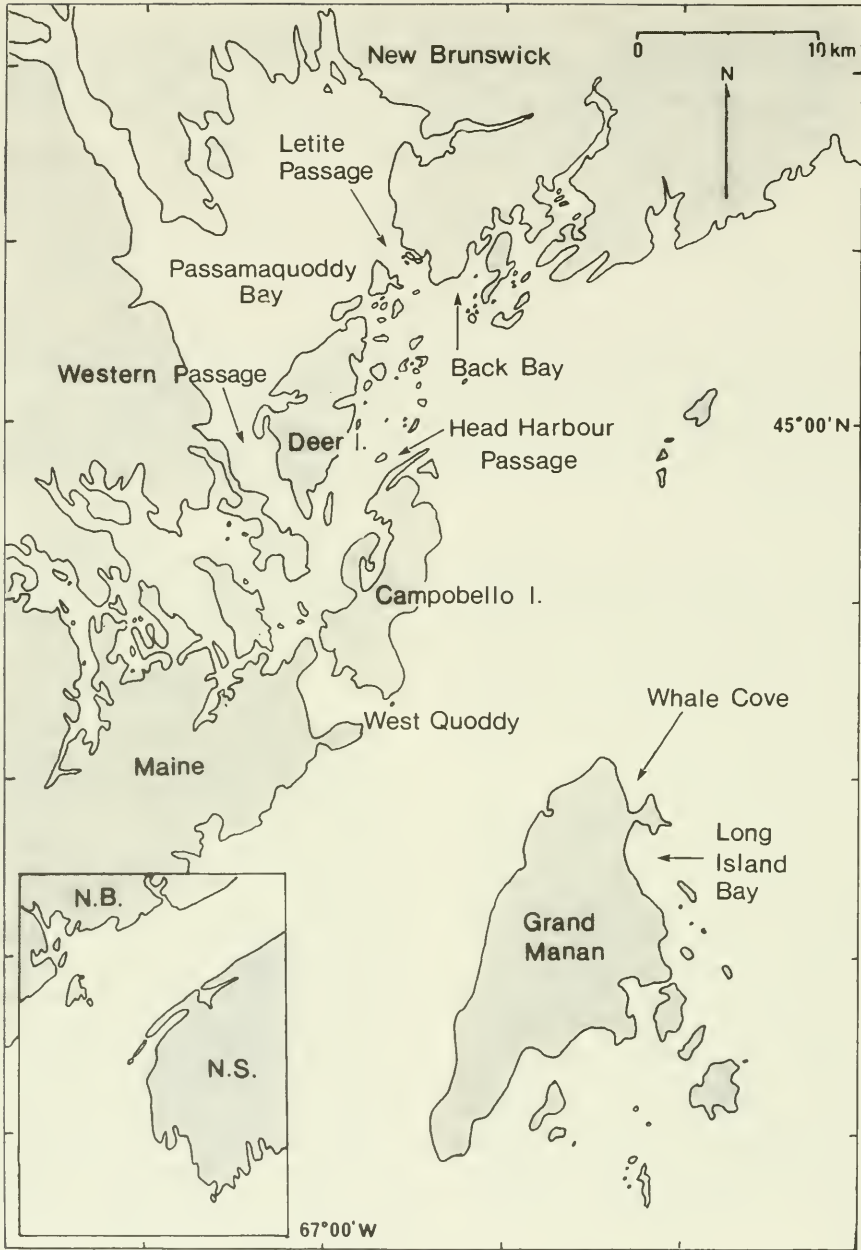 New Brunswick
0 10 km
N
Letite
Passage
Passamaquoddy
Bay
Back Bay
Western Passage
45°00'N
Deer I.
Head Harbour
Passage
Campobello I.
Whale Cove
West Quoddy
Maine
Long
Island
Bay
N.B.
Grand
Manan
N.S.
67°00'W